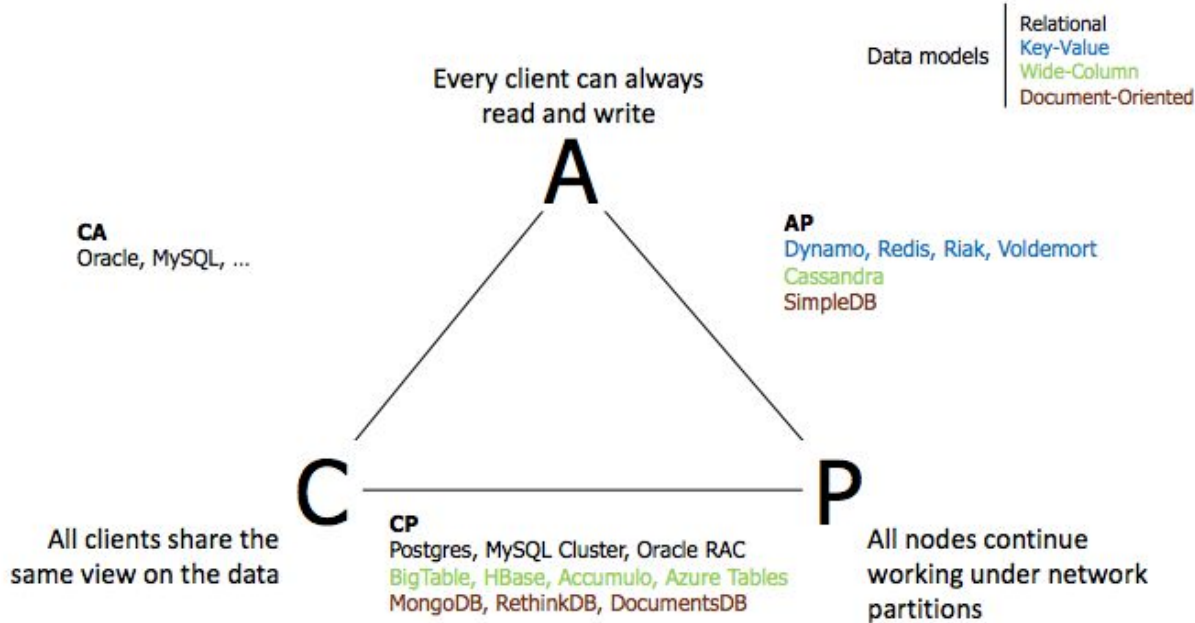 Data models
Relational
Key-Value
Wide-Column
Document-Oriented
Every client can always
read and write
A
CA
Oracle, MySQL, ...
AP
Dynamo, Redis, Riak, Voldemort
Cassandra
SimpleDB
C
P
All clients share the
same view on the data
CP
Postgres, MySQL Cluster, Oracle RAC
BigTable, HBase, Accumulo, Azure Tables
MongoDB, RethinkDB, DocumentsDB
All nodes continue
working under network
partitions